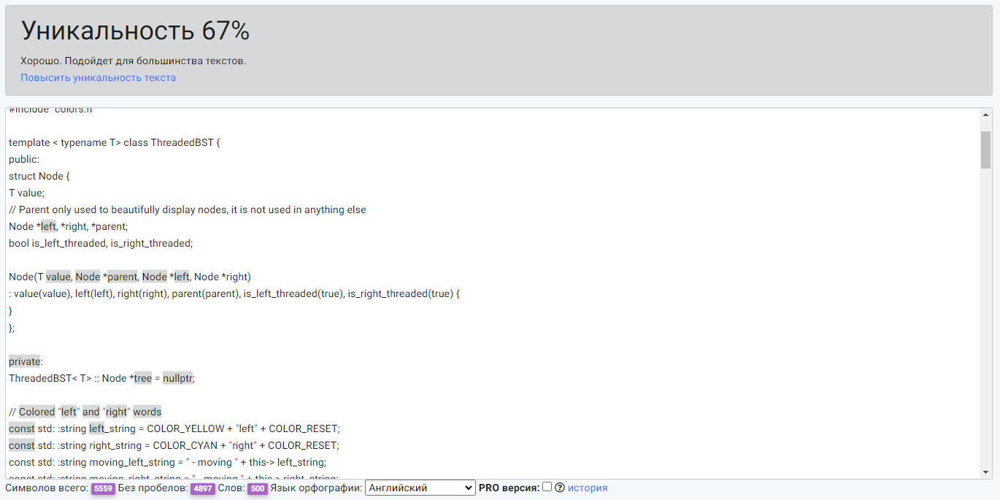 Уникальность 67%
Хорошо. Подойдет для большинства текстов.
Повысить уникальность текста
#include "colors.h"
template < typename T> class ThreadedBST {
public:
struct Node {
T value;
// Parent only used to beautifully display nodes, it is not used in anything else
Node *left, *right, *parent;
bool is_left_threaded, is_right_threaded;
Node(T value, Node *parent, Node *left, Node *right)
: value(value), left(left), right(right), parent(parent), is_left_threaded(true), is_right_threaded(true) {
}
};
private:
ThreadedBST< T> :: Node *tree = nullptr;
// Colored "left" and "right" words
const std: :string left_string = COLOR_YELLOW + "left" + COLOR_RESET;
const std: :string right_string = COLOR_CYAN + "right" + COLOR_RESET;
const std: :string moving_left_string = " - moving " + this-> left_string;
const std: :string moving_right_string = " - moving " + this-> right_string;
Символов всего: 5559 Без пробелов: 4897 Слов: 500 Язык орфографии: Английский PRO версия: ? история